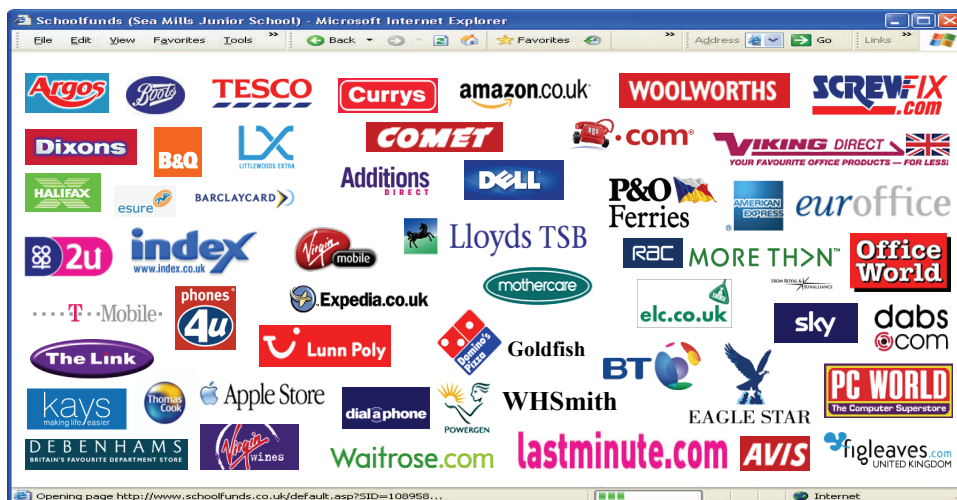 Schoolfunds (Sea Mills Junior School) - Microsoft Internet Explorer
File Edit View Favorites Tools » Back Favorites » Address Go Links »
Argos
Boots
TESCO
Currys
amazon.co.uk
WOOLWORTHS
SCREWFIX
.com
Dixons
B&Q
LX
LITTLEWOODS EXTRA
COMET
.com
VIKING DIRECT
YOUR FAVOURITE OFFICE PRODUCTS — FOR LESS!
HALIFAX
esure
BARCLAYCARD
Additions
DIRECT
DELL
P&O
Ferries
AMERICAN
EXPRESS
euroffice
2u
index
www.index.co.uk
Virgin
mobile
Lloyds TSB
RAC
MORE TH>N™
FROM ROYAL &
SUNALLIANCE
Office
World
T-Mobile
phones
4u
Expedia.co.uk
mothercare
elc.co.uk
sky
dabs
.com
The Link
Lunn Poly
Domino's
Pizza
Goldfish
BT
EAGLE STAR
PC WORLD
The Computer Superstore
kays
making life easier
Thomas
Cook
Apple Store
dialaphone
POWERGEN
WHSmith
DEBENHAMS
BRITAIN'S FAVOURITE DEPARTMENT STORE
Virgin
wines
Waitrose.com
lastminute.com
AVIS
figleaves.com
UNITED KINGDOM
Opening page http://www.schoolfunds.co.uk/default.asp?SID=108958... Internet